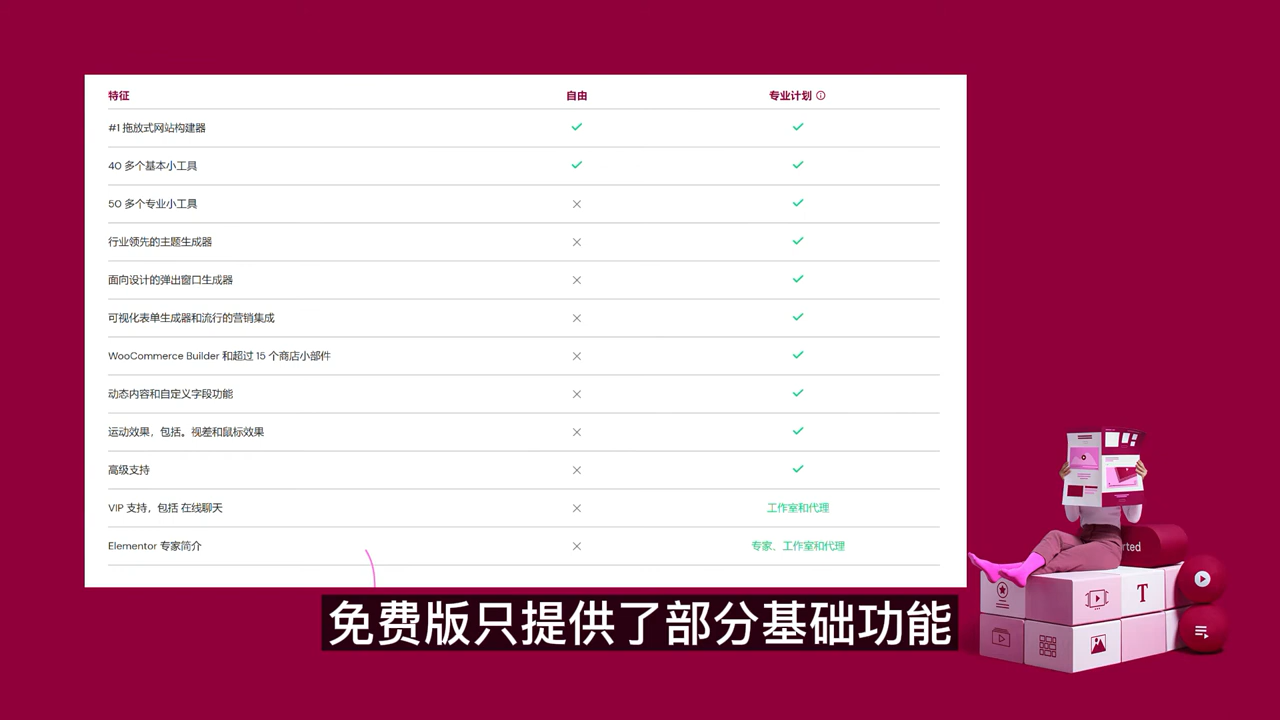 特征 自由 专业计划
#1 拖放式网站构建器
40 多个基本小工具
50 多个专业小工具
行业领先的主题生成器
面向设计的弹出窗口生成器
可视化表单生成器和流行的营销集成
WooCommerce Builder 和超过 15 个商店小部件
动态内容和自定义字段功能
运动效果，包括。视差和鼠标效果
高级支持
VIP 支持，包括 在线聊天 工作室和代理
Elementor 专家简介 专家、工作室和代理
rted
T
免费版只提供了部分基础功能